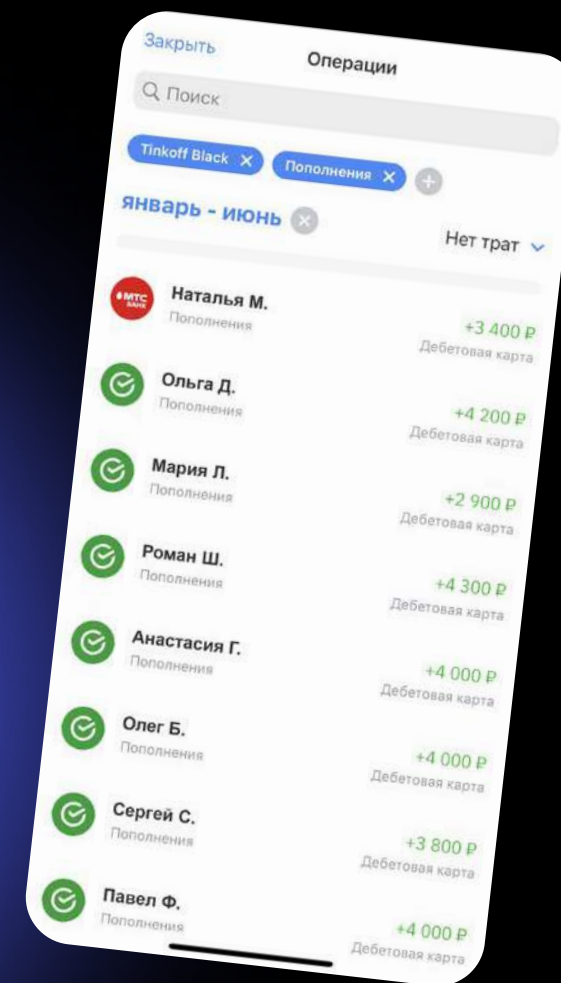 Закрыть
Операции
Поиск
Tinkoff Black
Пополнения
январь - июнь
Нет трат
МТС
БАНК
Наталья М.
+3 400 ₽
Пополнения
Дебетовая карта
Ольга Д.
+4 200 ₽
Пополнения
Дебетовая карта
Мария Л.
+2 900 ₽
Пополнения
Дебетовая карта
Роман Ш.
+4 300 ₽
Пополнения
Дебетовая карта
Анастасия Г.
+4 000 ₽
Пополнения
Дебетовая карта
Олег Б.
+4 000 ₽
Пополнения
Дебетовая карта
Сергей С.
+3 800 ₽
Пополнения
Дебетовая карта
Павел Ф.
+4 000 ₽
Пополнения
Дебетовая карта